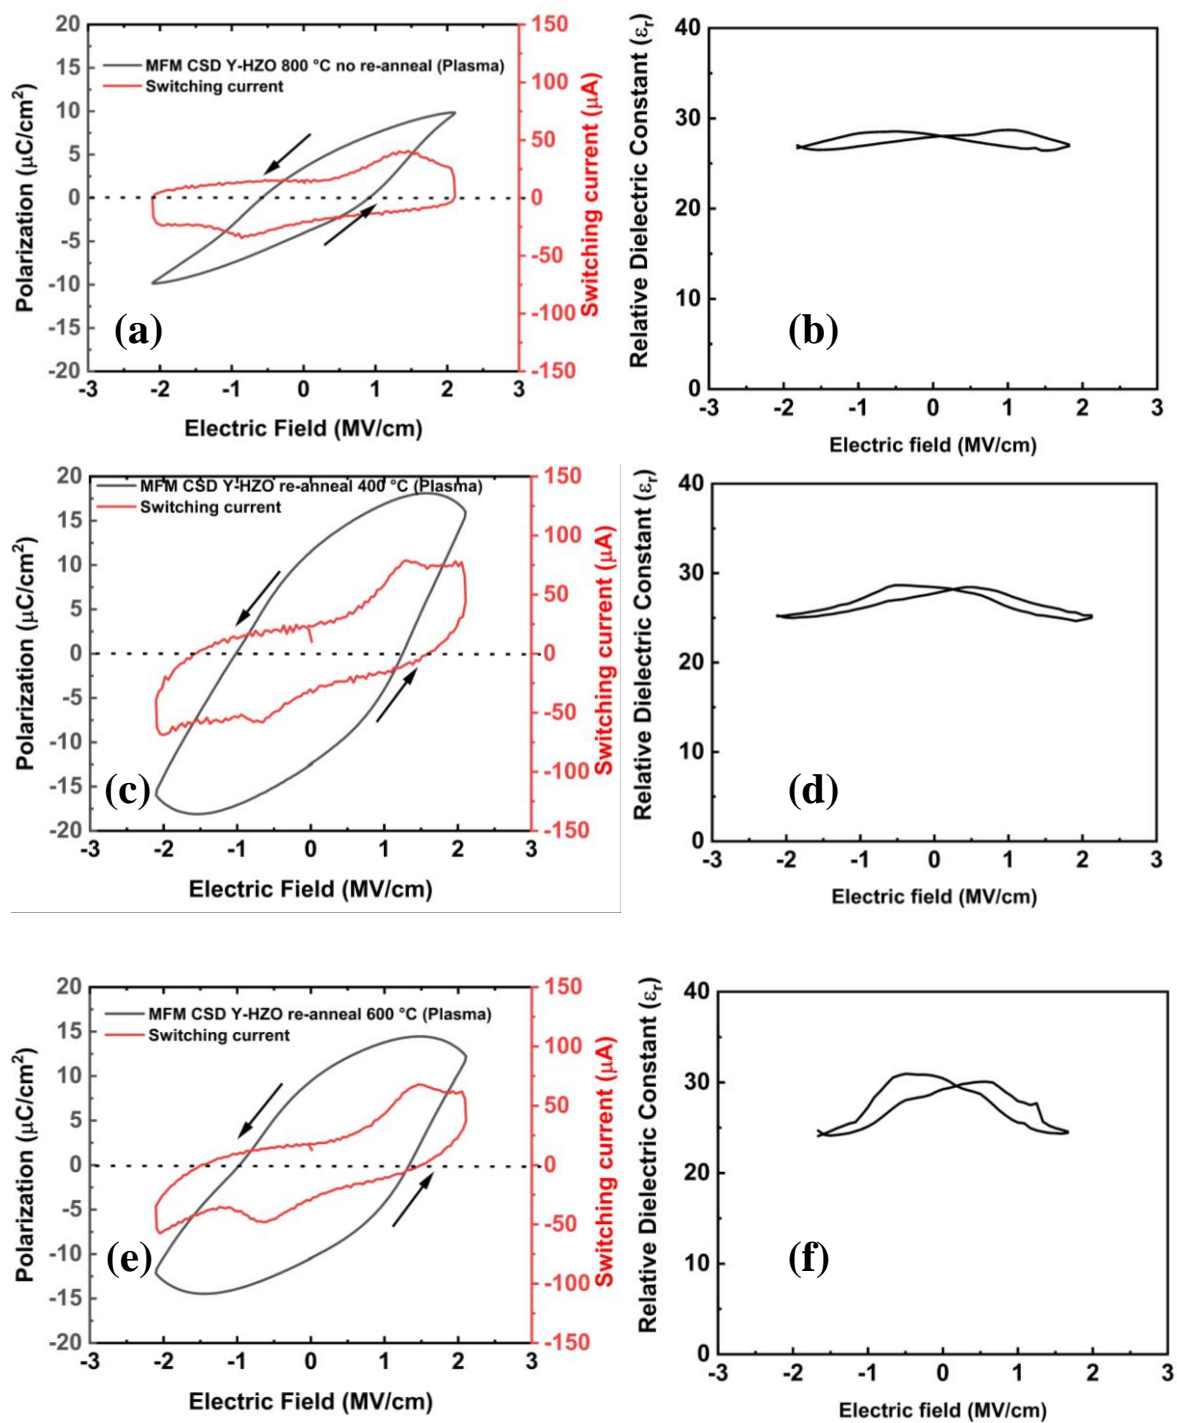 20
15
10
5
0
-5
-10
-15
-20
Polarization (μC/cm²)
MFM CSD Y-HZO 800 °C no re-anneal (Plasma)
Switching current
150
100
50
0
-50
-100
-150
Switching current (μA)
(a)
-3 -2 -1 0 1 2 3
Electric Field (MV/cm)
40
30
20
10
0
Relative Dielectric Constant (εr)
(b)
-3 -2 -1 0 1 2 3
Electric field (MV/cm)
20
15
10
5
0
-5
-10
-15
-20
Polarization (μC/cm²)
MFM CSD Y-HZO re-anneal 400 °C (Plasma)
Switching current
150
100
50
0
-50
-100
-150
Switching current (μA)
(c)
-3 -2 -1 0 1 2 3
Electric Field (MV/cm)
40
30
20
10
0
Relative Dielectric Constant (εr)
(d)
-3 -2 -1 0 1 2 3
Electric field (MV/cm)
20
15
10
5
0
-5
-10
-15
-20
Polarization (μC/cm²)
MFM CSD Y-HZO re-anneal 600 °C (Plasma)
Switching current
150
100
50
0
-50
-100
-150
Switching current (μA)
(e)
-3 -2 -1 0 1 2 3
Electric Field (MV/cm)
40
30
20
10
0
Relative Dielectric Constant (εr)
(f)
-3 -2 -1 0 1 2 3
Electric field (MV/cm)